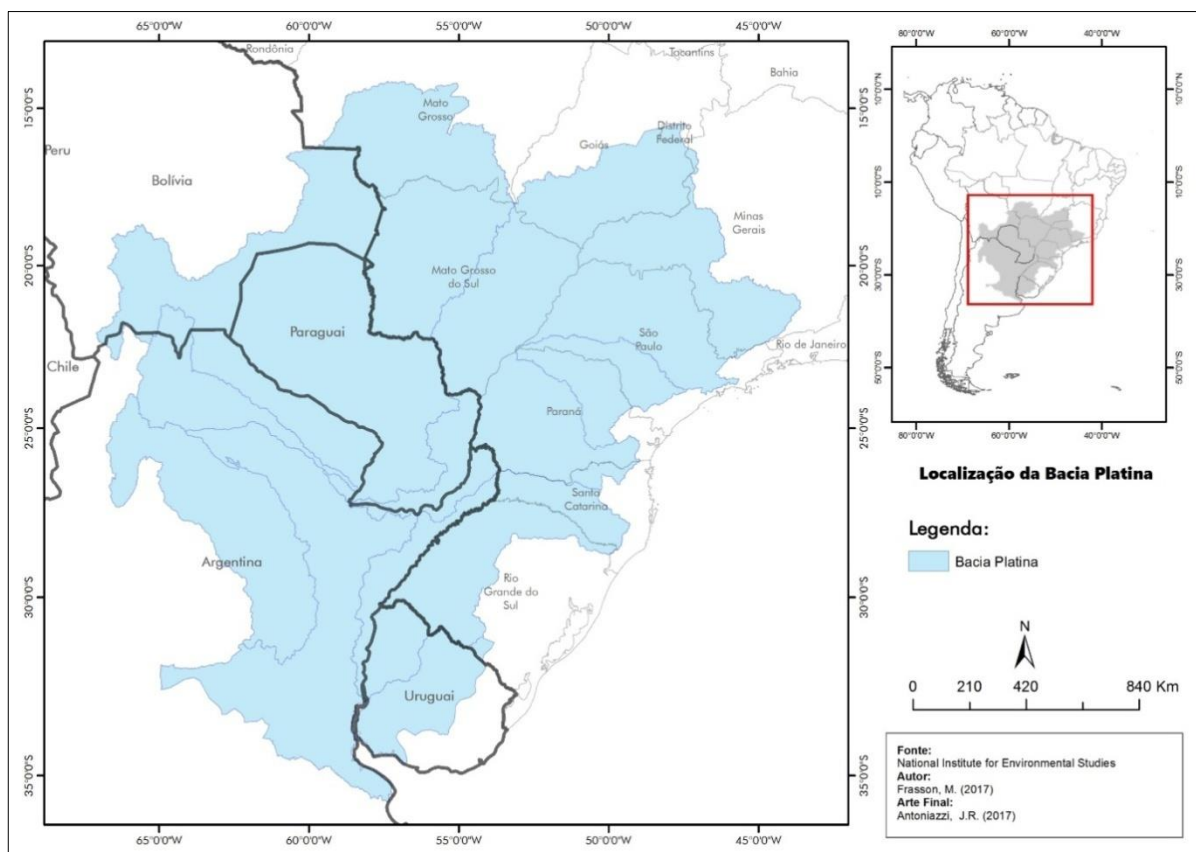 65°0'0"W 60°0'0"W 55°0'0"W 50°0'0"W 45°0'0"W
80°0'0"W 60°0'0"W 40°0'0"W
Rondônia
Tocantins
Bahia
15°0'0"S
Mato
Grosso
Distrito
Federal
Goiás
Peru
Bolívia
Minas
Gerais
20°0'0"S
Mato Grosso
do Sul
Paraguai
São
Paulo
Rio de Janeiro
Chile
Paraná
25°0'0"S
Santa
Catarina
Argentina
Rio
Grande do
Sul
30°0'0"S
Uruguai
35°0'0"S
15°0'0"S
20°0'0"S
25°0'0"S
30°0'0"S
35°0'0"S
65°0'0"W 60°0'0"W 55°0'0"W 50°0'0"W 45°0'0"W
10°0'0"N
10°0'0"S
30°0'0"S
50°0'0"S
10°0'0"N
10°0'0"S
30°0'0"S
50°0'0"S
80°0'0"W 60°0'0"W 40°0'0"W
Localização da Bacia Platina
Legenda:
Bacia Platina
N
0 210 420 840 Km
Fonte:
National Institute for Environmental Studies
Autor:
Frasson, M. (2017)
Arte Final:
Antoniazzi, J.R. (2017)